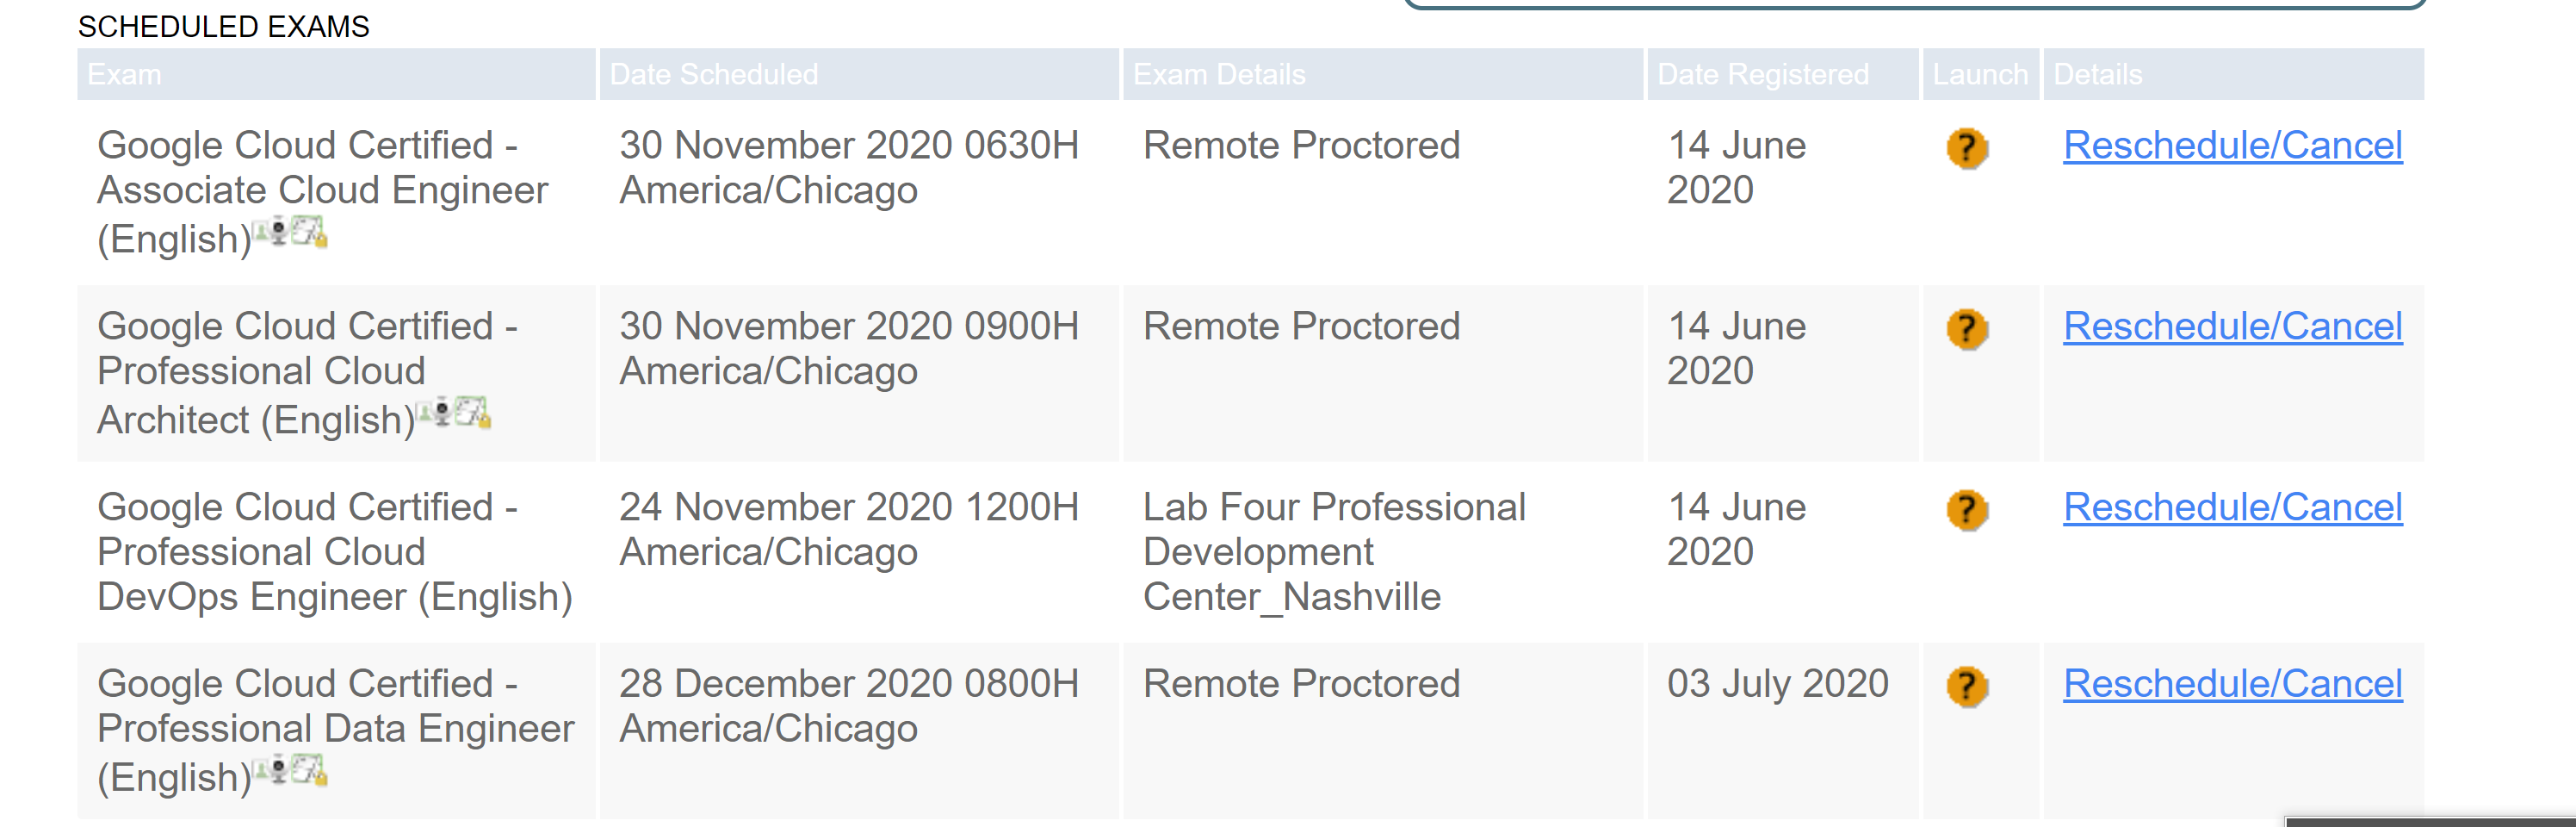 SCHEDULED EXAMS
Exam Date Scheduled Exam Details Date Registered Launch Details
Google Cloud Certified - 30 November 2020 0630H Remote Proctored 14 June Reschedule/Cancel
Associate Cloud Engineer America/Chicago 2020
(English)
Google Cloud Certified - 30 November 2020 0900H Remote Proctored 14 June Reschedule/Cancel
Professional Cloud America/Chicago 2020
Architect (English)
Google Cloud Certified - 24 November 2020 1200H Lab Four Professional 14 June Reschedule/Cancel
Professional Cloud America/Chicago Development 2020
DevOps Engineer (English) Center_Nashville
Google Cloud Certified - 28 December 2020 0800H Remote Proctored 03 July 2020 Reschedule/Cancel
Professional Data Engineer America/Chicago
(English)